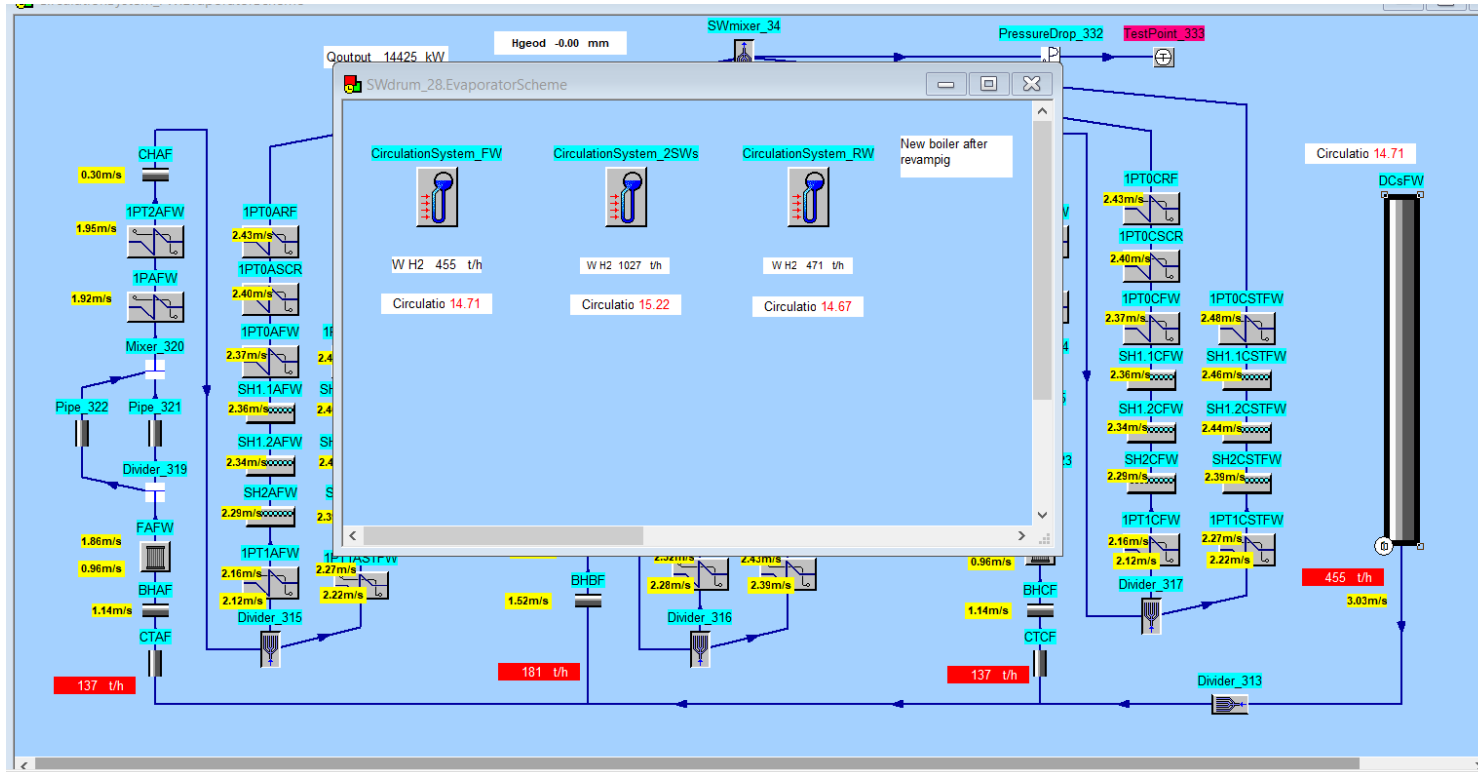 SWmixer_34
PressureDrop_332
TestPoint_333
Hgeod -0.00 mm
Qoutput 14425 kW
SWdrum_28.EvaporatorScheme
CirculationSystem_FW
CirculationSystem_2SWs
CirculationSystem_RW
New boiler after
revampig
W H2 455 t/h
W H2 1027 t/h
W H2 471 t/h
Circulatio 14.71
Circulatio 15.22
Circulatio 14.67
CHAF
0.30m/s
1PT2AFW
1.95m/s
1PAFW
1.92m/s
Mixer_320
Pipe_322
Pipe_321
Divider_319
FAFW
1.86m/s
0.96m/s
BHAF
1.14m/s
CTAF
137 t/h
1PT0ARF
2.43m/s
1PT0ASCR
2.40m/s
1PT0AFW
2.37m/s
SH1.1AFW
2.36m/s
SH1.2AFW
2.34m/s
SH2AFW
2.29m/s
1PT1AFW
2.16m/s
2.12m/s
Divider_315
1PT1ASTFW
2.27m/s
2.22m/s
BHBF
1.52m/s
181 t/h
2.32m/s
2.28m/s
2.43m/s
2.39m/s
Divider_316
0.96m/s
BHCF
1.14m/s
CTCF
137 t/h
1PT0CRF
2.43m/s
1PT0CSCR
2.40m/s
1PT0CFW
2.37m/s
SH1.1CFW
2.36m/s
SH1.2CFW
2.34m/s
SH2CFW
2.29m/s
1PT1CFW
2.16m/s
2.12m/s
Divider_317
1PT0CSTFW
2.48m/s
SH1.1CSTFW
2.46m/s
SH1.2CSTFW
2.44m/s
SH2CSTFW
2.39m/s
1PT1CSTFW
2.27m/s
2.22m/s
Circulatio 14.71
DCsFW
455 t/h
3.03m/s
Divider_313